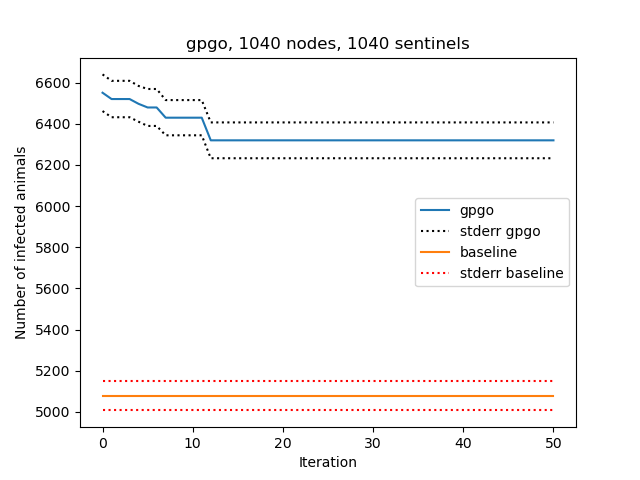 gpgo, 1040 nodes, 1040 sentinels
Number of infected animals
6600
6400
6200
6000
5800
5600
5400
5200
5000
gpgo
stderr gpgo
baseline
stderr baseline
0 10 20 30 40 50
Iteration